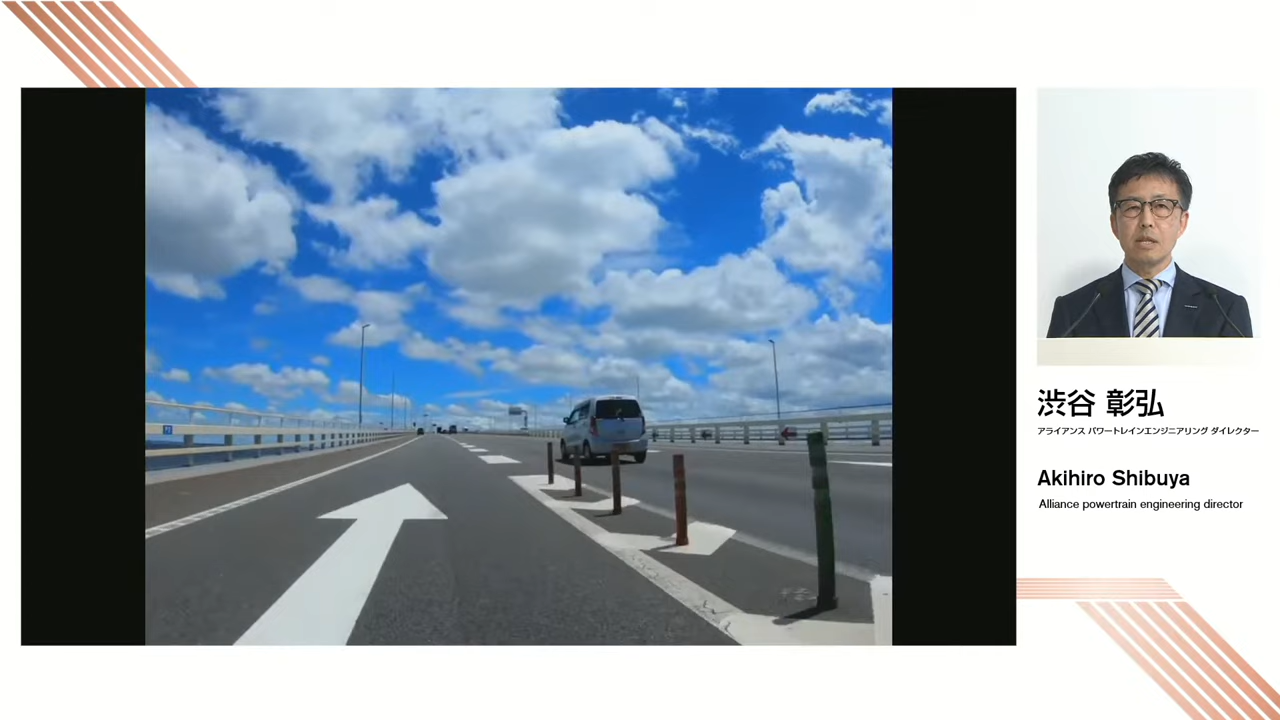 渋谷 彰弘
アライアンス パワートレインエンジニアリング ダイレクター
Akihiro Shibuya
Alliance powertrain engineering director